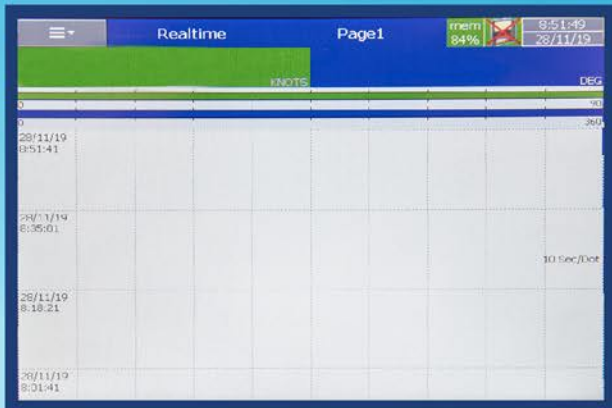 Realtime
Page1
mem
84%
8:51:49
28/11/19
KNOTS
DEG
0
90
0
360
28/11/19
8:51:41
28/11/19
8:35:01
10 Sec/Dot
28/11/19
8:18:21
28/11/19
8:01:41